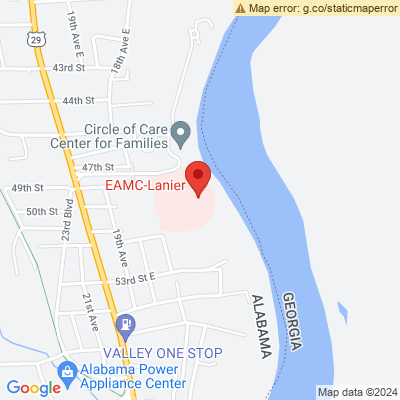 Map error: g.co/staticmaperror
19th Ave E
18th Ave E
29
43rd St
44th St
Circle of Care
Center for Families
47th St
EAMC-Lanier
49th St
50th St
23rd Blvd
19th Ave
53rd St E
21st Ave
ALABAMA
GEORGIA
VALLEY ONE STOP
Alabama Power
Appliance Center
Google
Map data ©2024